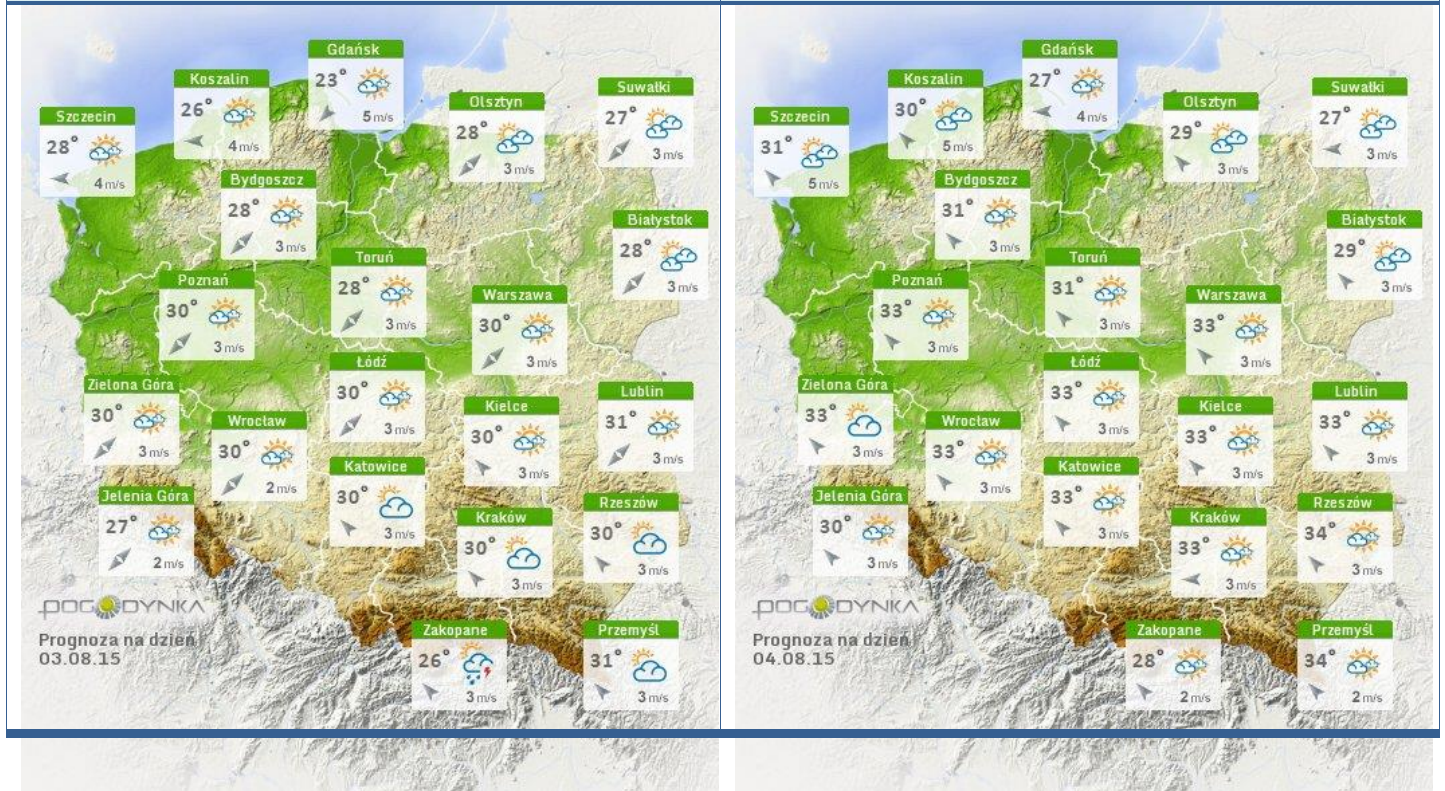 Gdańsk
23°
5 m/s
Koszalin
26°
4 m/s
Suwałki
27°
3 m/s
Olsztyn
28°
3 m/s
Szczecin
28°
4 m/s
Bydgoszcz
28°
3 m/s
Białystok
28°
3 m/s
Toruń
28°
3 m/s
Poznań
30°
3 m/s
Warszawa
30°
3 m/s
Łódź
30°
3 m/s
Zielona Góra
30°
3 m/s
Lublin
31°
3 m/s
Kielce
30°
3 m/s
Wrocław
30°
2 m/s
Katowice
30°
3 m/s
Jelenia Góra
27°
2 m/s
Rzeszów
30°
3 m/s
Kraków
30°
3 m/s
POGODYNKA
Prognoza na dzień
03.08.15
Zakopane
26°
3 m/s
Przemyśl
31°
3 m/s
Gdańsk
27°
4 m/s
Koszalin
30°
5 m/s
Suwałki
27°
3 m/s
Olsztyn
29°
3 m/s
Szczecin
31°
5 m/s
Bydgoszcz
31°
3 m/s
Białystok
29°
3 m/s
Toruń
31°
3 m/s
Poznań
33°
3 m/s
Warszawa
33°
3 m/s
Łódź
33°
3 m/s
Zielona Góra
33°
3 m/s
Lublin
33°
3 m/s
Kielce
33°
3 m/s
Wrocław
33°
3 m/s
Katowice
33°
3 m/s
Jelenia Góra
30°
3 m/s
Rzeszów
34°
3 m/s
Kraków
33°
3 m/s
POGODYNKA
Prognoza na dzień
04.08.15
Zakopane
28°
2 m/s
Przemyśl
34°
2 m/s